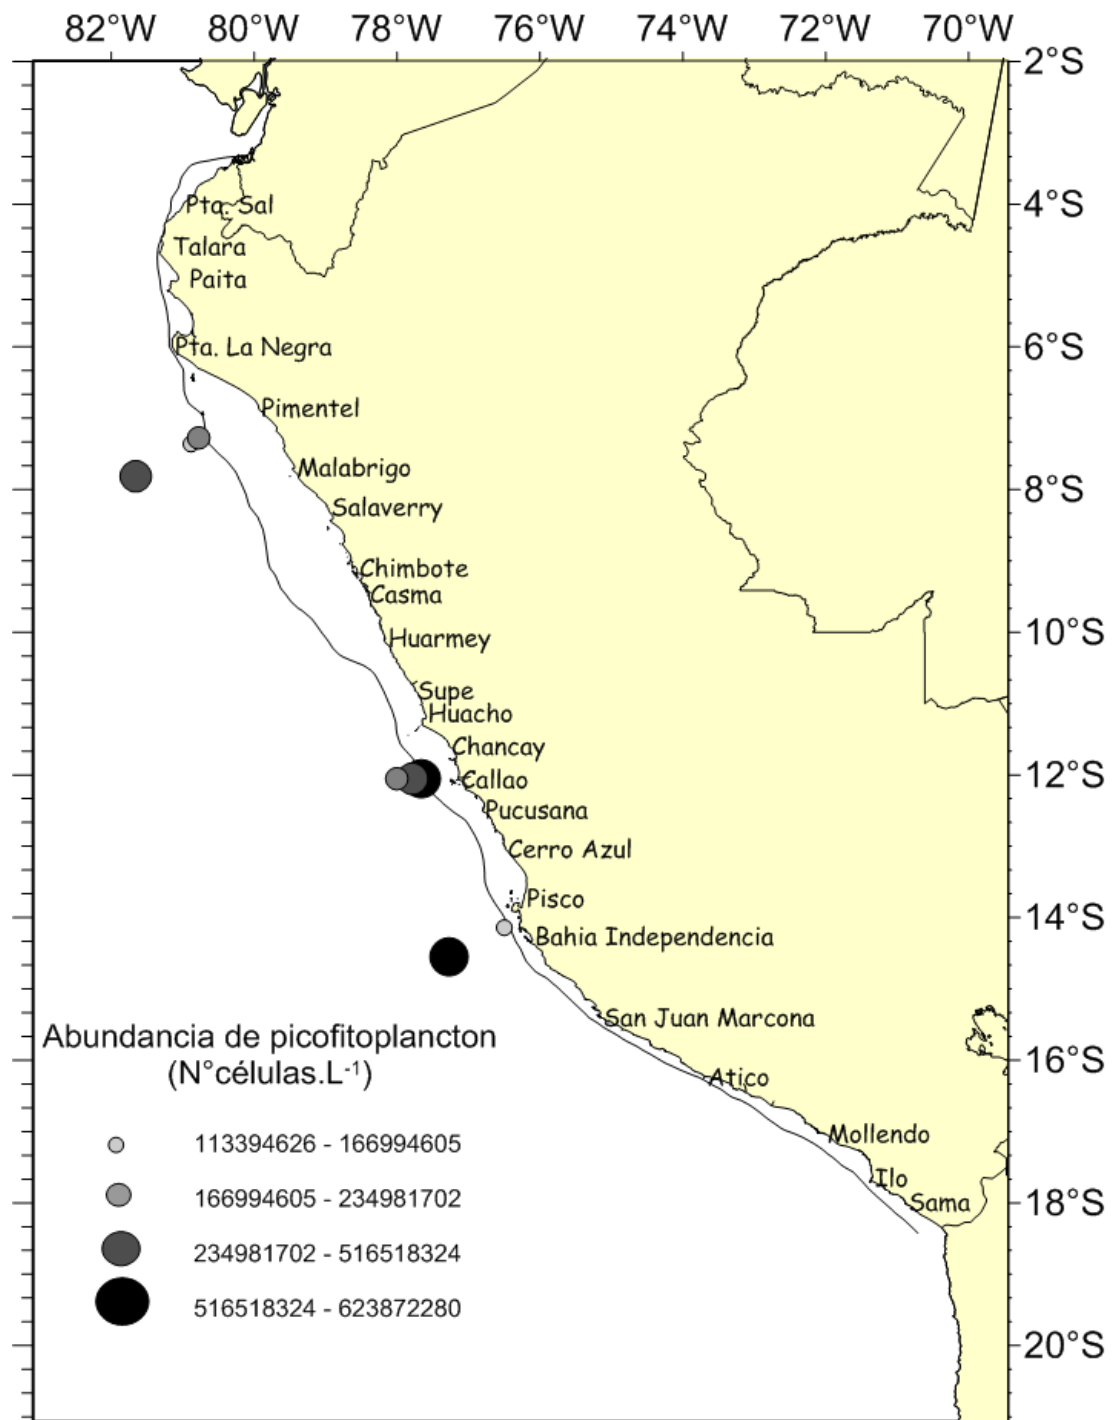 82°W 80°W 78°W 76°W 74°W 72°W 70°W
2°S
4°S
Pta. Sal
Talara
Paita
6°S
Pta. La Negra
Pimentel
Malabrigo
8°S
Salaverry
Chimbote
Casma
10°S
Huarmey
Supe
Huacho
Chancay
12°S
Callao
Pucusana
Cerro Azul
Pisco
14°S
Bahia Independencia
San Juan Marcona
16°S
Atico
Mollendo
Ilo
Sama
18°S
20°S
Abundancia de picofitoplancton
(N°células.L-1)
113394626 - 166994605
166994605 - 234981702
234981702 - 516518324
516518324 - 623872280